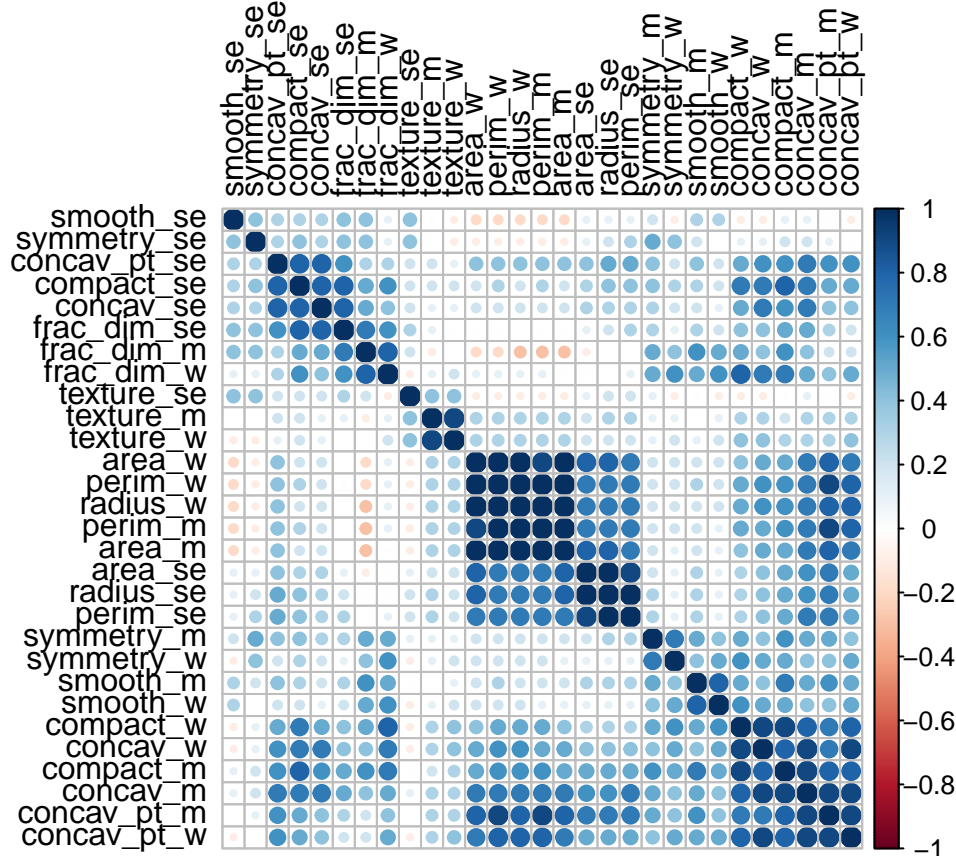 smooth_se
symmetry_se
concav_pt_se
compact_se
concav_se
frac_dim_se
frac_dim_m
frac_dim_w
texture_se
texture_m
texture_w
area_w
perim_w
radius_w
perim_m
area_m
area_se
radius_se
perim_se
symmetry_m
symmetry_w
smooth_m
smooth_w
compact_w
concav_w
compact_m
concav_m
concav_pt_m
concav_pt_w
smooth_se
symmetry_se
concav_pt_se
compact_se
concav_se
frac_dim_se
frac_dim_m
frac_dim_w
texture_se
texture_m
texture_w
area_w
perim_w
radius_w
perim_m
area_m
area_se
radius_se
perim_se
symmetry_m
symmetry_w
smooth_m
smooth_w
compact_w
concav_w
compact_m
concav_m
concav_pt_m
concav_pt_w
1
0.8
0.6
0.4
0.2
0
−0.2
−0.4
−0.6
−0.8
−1